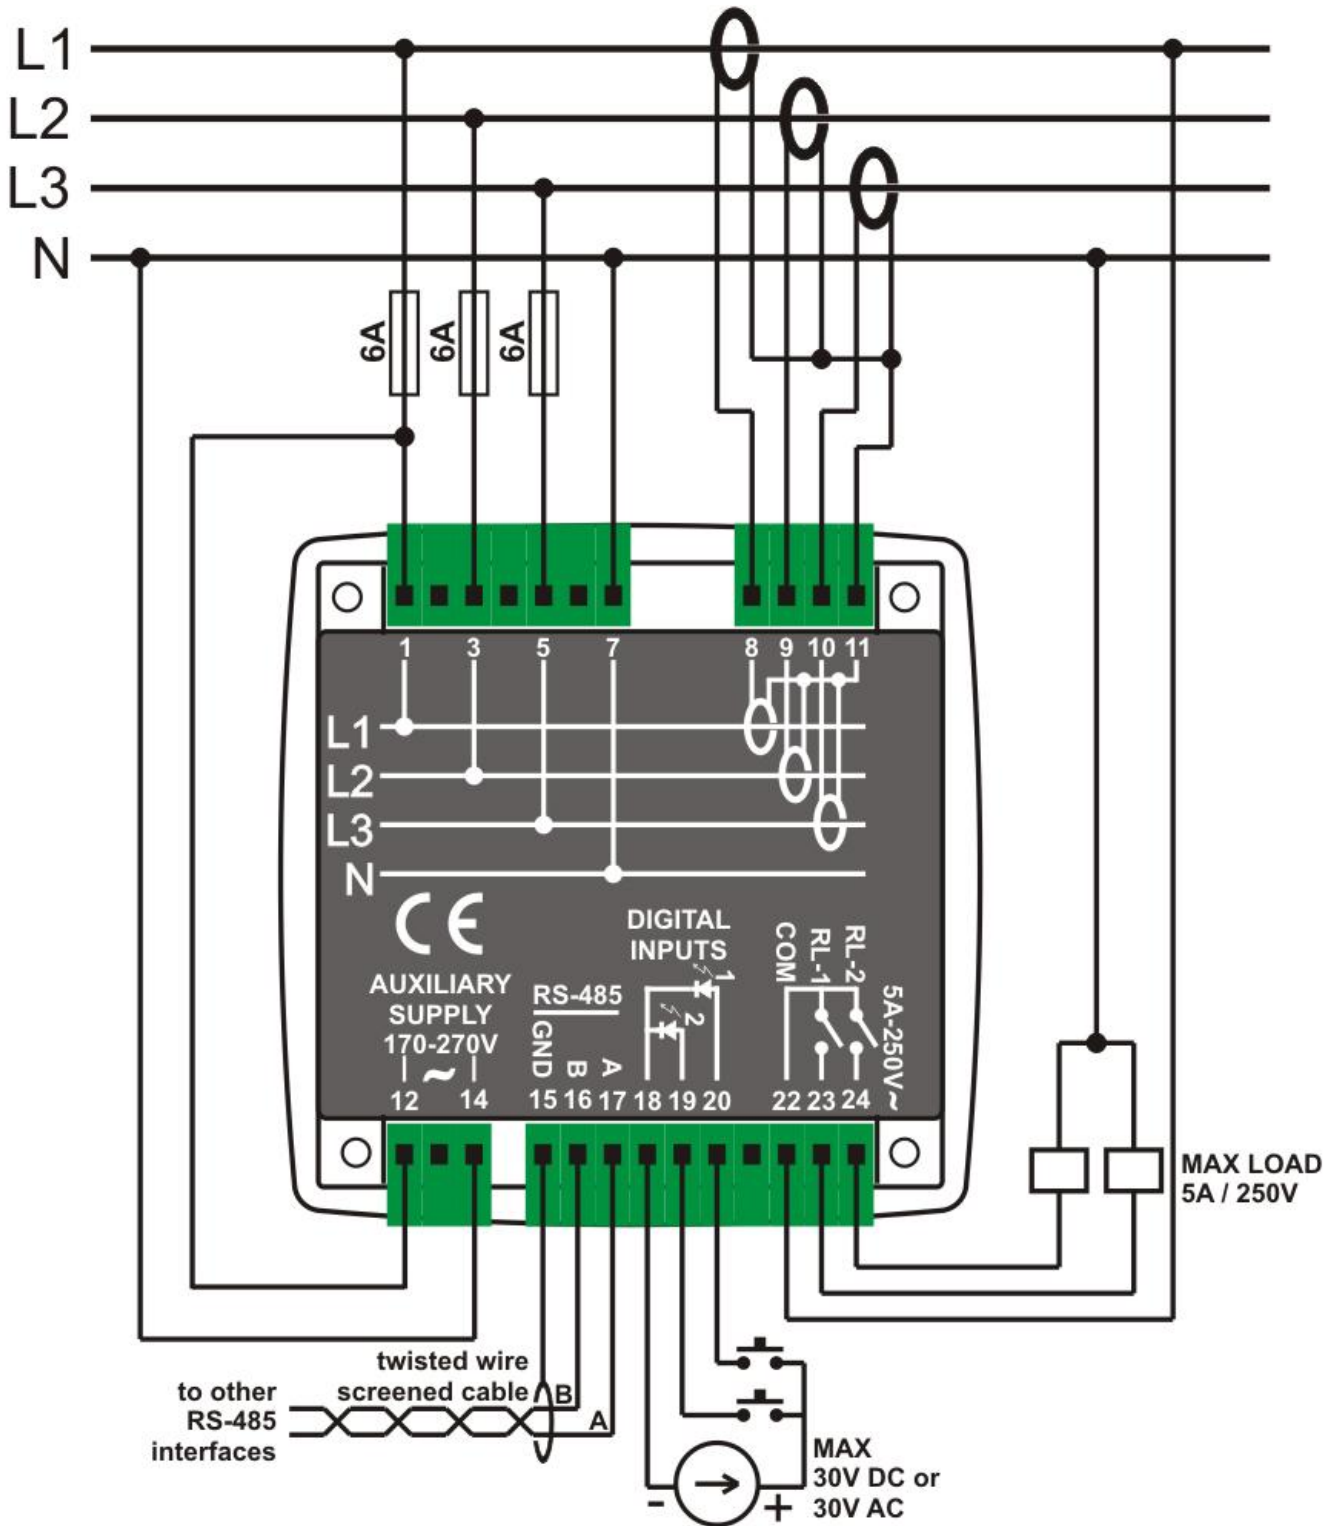 L1
L2
L3
N
6A
6A
6A
1 3 5 7 8 9 10 11
L1
L2
L3
N
CE
AUXILIARY
SUPPLY
170-270V
~
RS-485
GND
B
A
DIGITAL
INPUTS
1
2
COM
RL-1
RL-2
5A-250V~
12 14 15 16 17 18 19 20 22 23 24
MAX LOAD
5A / 250V
twisted wire
screened cable
B
A
to other
RS-485
interfaces
MAX
30V DC or
30V AC
- +